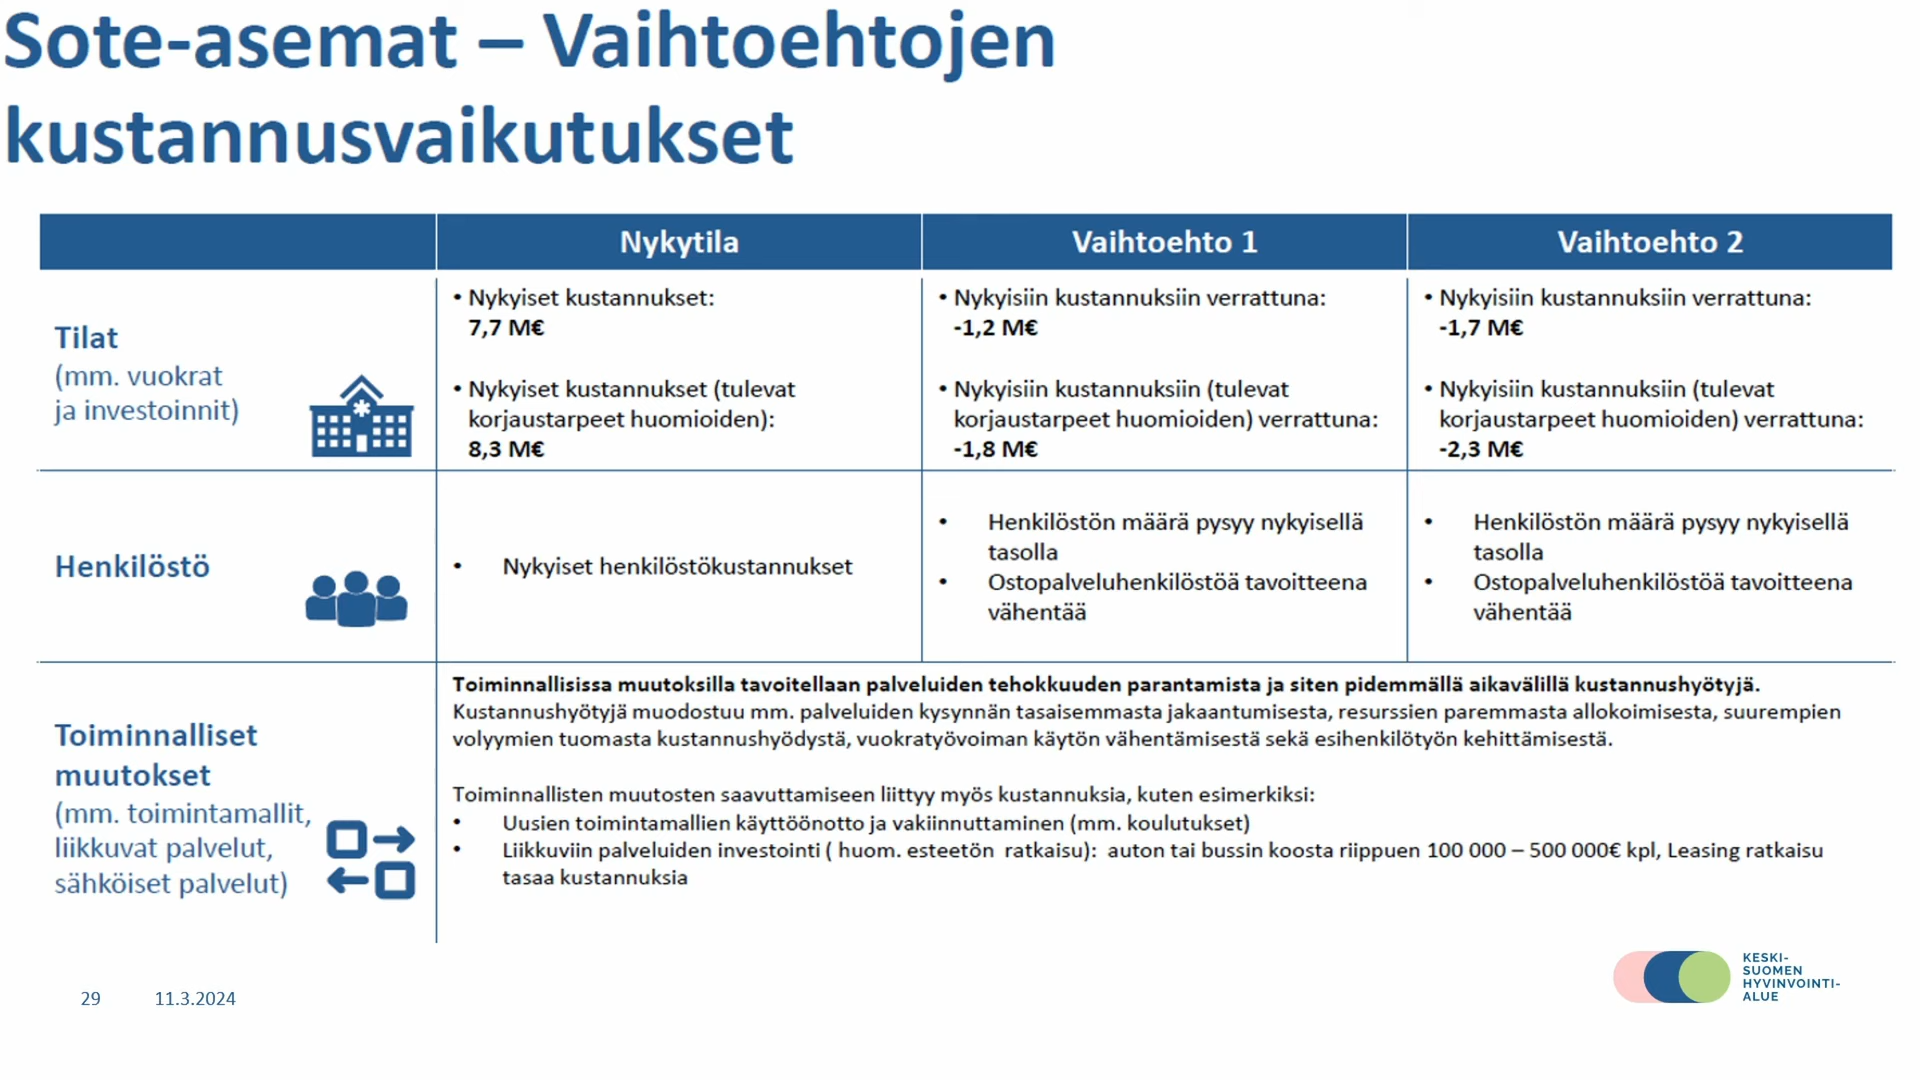 Sote-asemat – Vaihtoehtojen
kustannusvaikutukset
Nykytila
Vaihtoehto 1
Vaihtoehto 2
Tilat
(mm. vuokrat
ja investoinnit)
• Nykyiset kustannukset:
7,7 M€
• Nykyiset kustannukset (tulevat
korjaustarpeet huomioiden):
8,3 M€
• Nykyisiin kustannuksiin verrattuna:
-1,2 M€
• Nykyisiin kustannuksiin (tulevat
korjaustarpeet huomioiden) verrattuna:
-1,8 M€
• Nykyisiin kustannuksiin verrattuna:
-1,7 M€
• Nykyisiin kustannuksiin (tulevat
korjaustarpeet huomioiden) verrattuna:
-2,3 M€
Henkilöstö
• Nykyiset henkilöstökustannukset
• Henkilöstön määrä pysyy nykyisellä
tasolla
• Ostopalveluhenkilöstöä tavoitteena
vähentää
• Henkilöstön määrä pysyy nykyisellä
tasolla
• Ostopalveluhenkilöstöä tavoitteena
vähentää
Toiminnalliset
muutokset
(mm. toimintamallit,
liikkuvat palvelut,
sähköiset palvelut)
Toiminnallisissa muutoksilla tavoitellaan palveluiden tehokkuuden parantamista ja siten pidemmällä aikavälillä kustannushyötyjä.
Kustannushyötyjä muodostuu mm. palveluiden kysynnän tasaisemmasta jakaantumisesta, resurssien paremmasta allokoimisesta, suurempien
volyymien tuomasta kustannushyödystä, vuokratyövoiman käytön vähentämisestä sekä esihenkilötyön kehittämisestä.
Toiminnallisten muutosten saavuttamiseen liittyy myös kustannuksia, kuten esimerkiksi:
• Uusien toimintamallien käyttöönotto ja vakiinnuttaminen (mm. koulutukset)
• Liikkuviin palveluiden investointi ( huom. esteetön ratkaisu): auton tai bussin koosta riippuen 100 000 – 500 000€ kpl, Leasing ratkaisu
tasaa kustannuksia
29 11.3.2024
KESKI-
SUOMEN
HYVINVOINTI-
ALUE